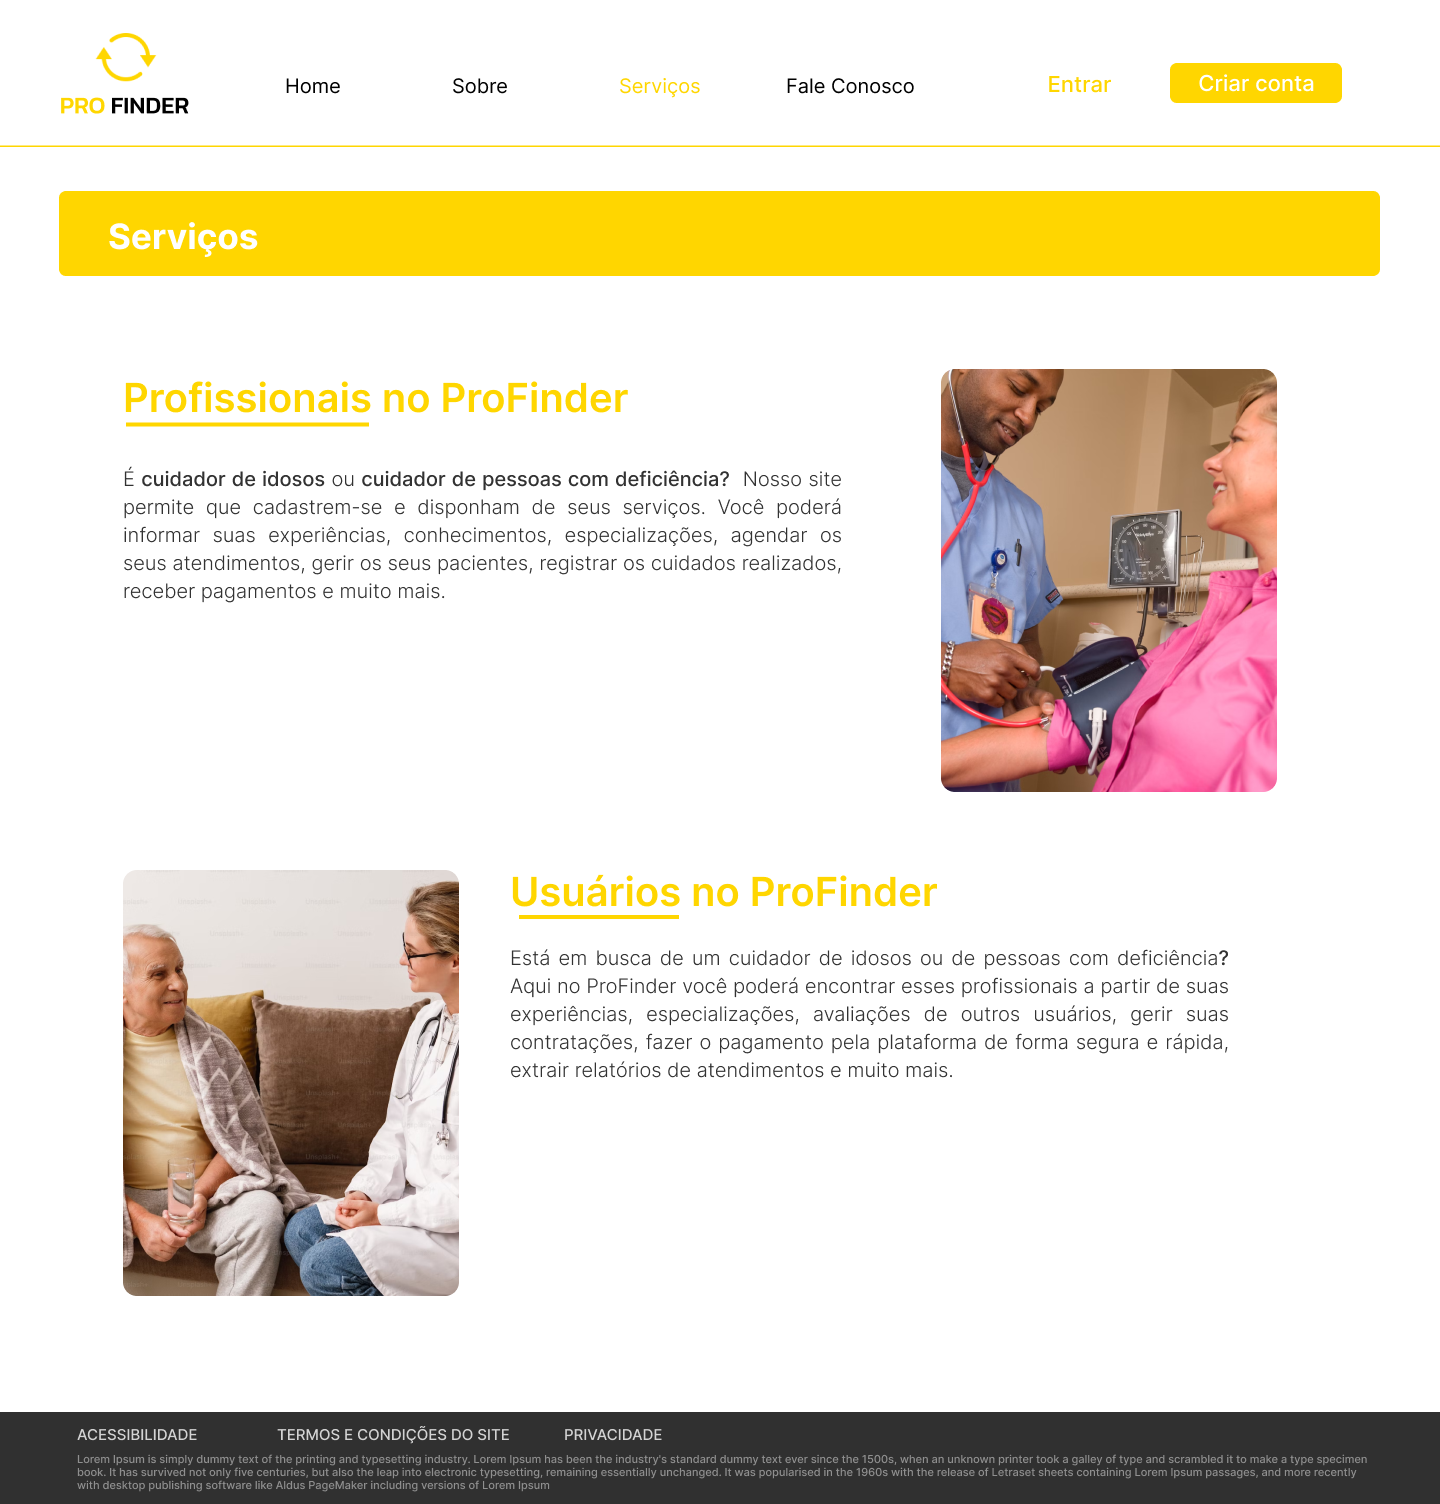 PRO FINDER
Home
Sobre
Serviços
Fale Conosco
Entrar
Criar conta
Serviços
Profissionais no ProFinder
É cuidador de idosos ou cuidador de pessoas com deficiência? Nosso site
permite que cadastrem-se e disponham de seus serviços. Você poderá
informar suas experiências, conhecimentos, especializações, agendar os
seus atendimentos, gerir os seus pacientes, registrar os cuidados realizados,
receber pagamentos e muito mais.
Usuários no ProFinder
Está em busca de um cuidador de idosos ou de pessoas com deficiência?
Aqui no ProFinder você poderá encontrar esses profissionais a partir de suas
experiências, especializações, avaliações de outros usuários, gerir suas
contratações, fazer o pagamento pela plataforma de forma segura e rápida,
extrair relatórios de atendimentos e muito mais.
ACESSIBILIDADE
TERMOS E CONDIÇÕES DO SITE
PRIVACIDADE
Lorem Ipsum is simply dummy text of the printing and typesetting industry. Lorem Ipsum has been the industry's standard dummy text ever since the 1500s, when an unknown printer took a galley of type and scrambled it to make a type specimen
book. It has survived not only five centuries, but also the leap into electronic typesetting, remaining essentially unchanged. It was popularised in the 1960s with the release of Letraset sheets containing Lorem Ipsum passages, and more recently
with desktop publishing software like Aldus PageMaker including versions of Lorem Ipsum